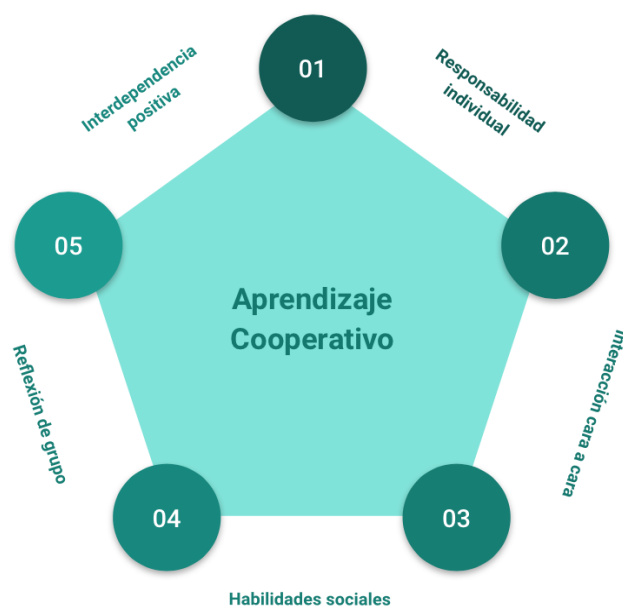 01
Interdependencia
positiva
Responsabilidad
individual
05
02
Aprendizaje
Cooperativo
Reflexión de grupo
Interacción cara a cara
04
03
Habilidades sociales